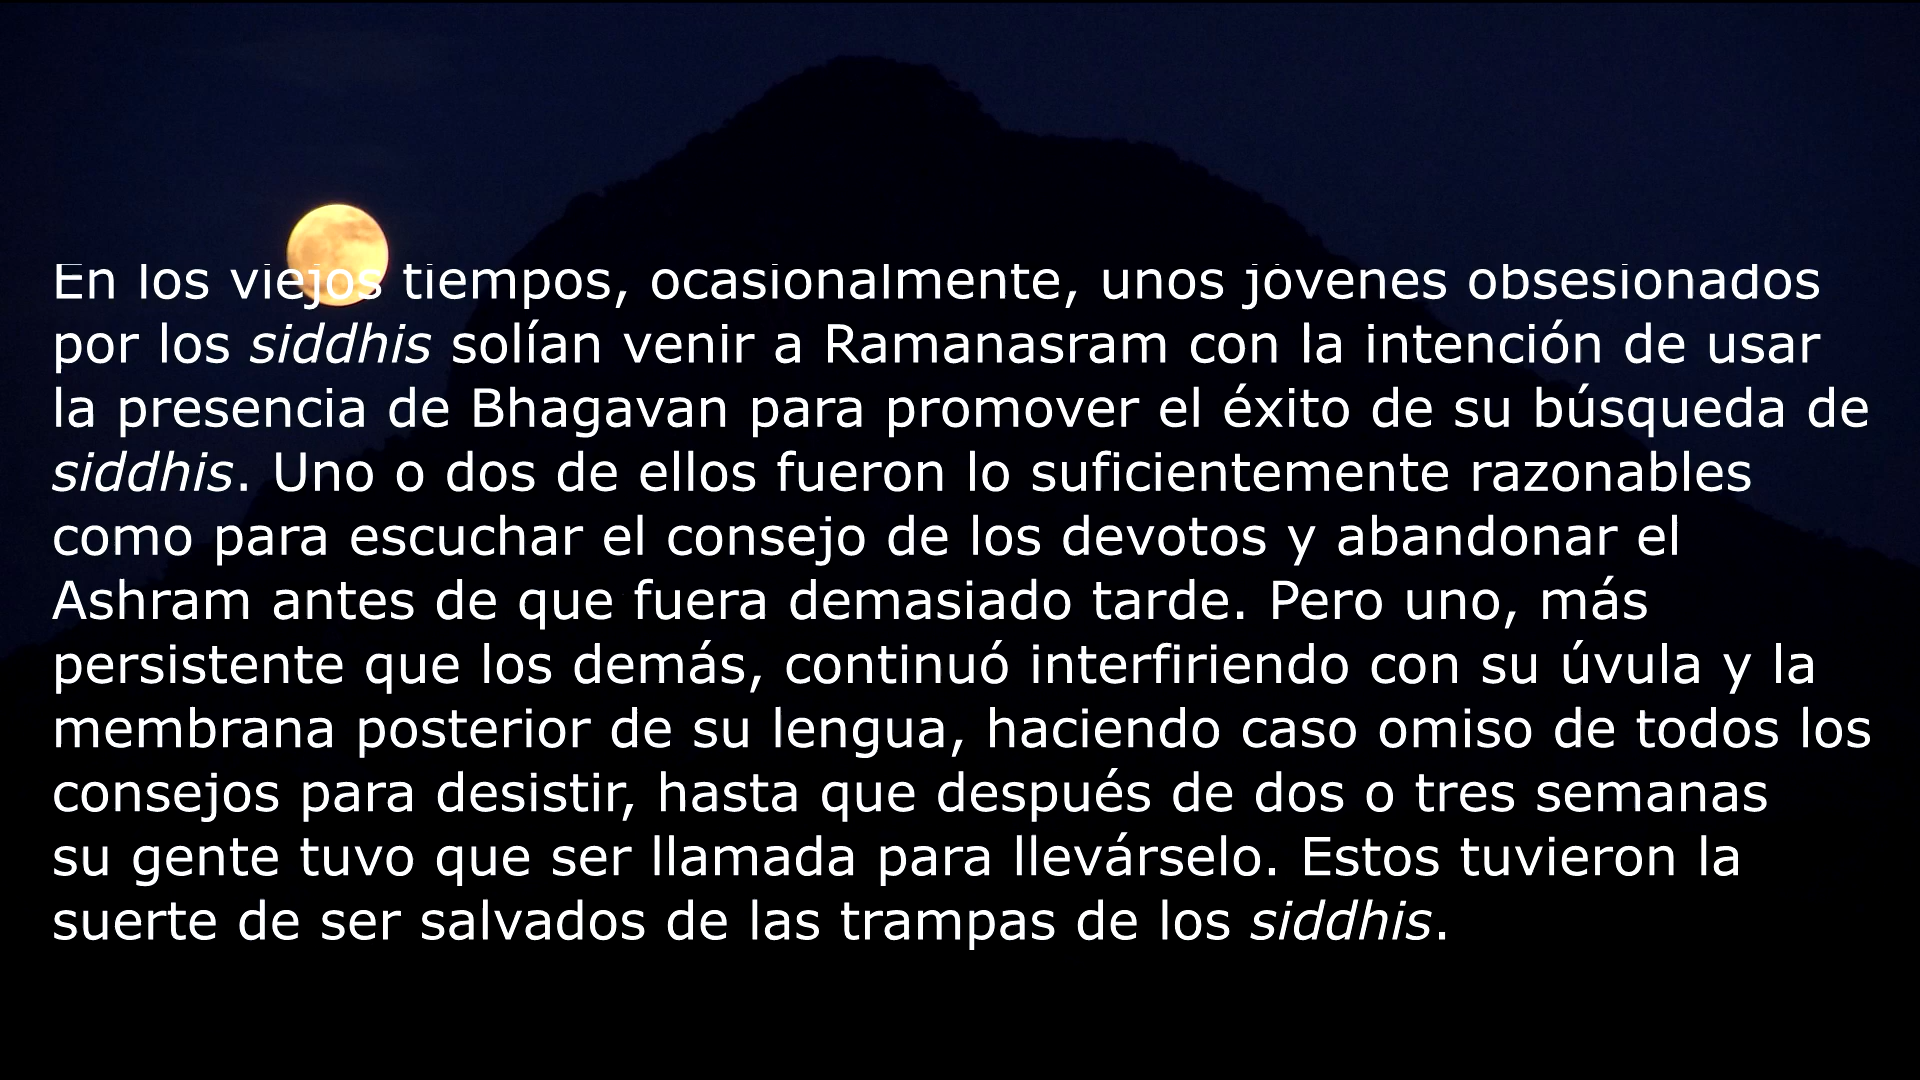 En los viejos tiempos, ocasionalmente, unos jóvenes obsesionados
por los siddhis solían venir a Ramanasram con la intención de usar
la presencia de Bhagavan para promover el éxito de su búsqueda de
siddhis. Uno o dos de ellos fueron lo suficientemente razonables
como para escuchar el consejo de los devotos y abandonar el
Ashram antes de que fuera demasiado tarde. Pero uno, más
persistente que los demás, continuó interfiriendo con su úvula y la
membrana posterior de su lengua, haciendo caso omiso de todos los
consejos para desistir, hasta que después de dos o tres semanas
su gente tuvo que ser llamada para llevárselo. Estos tuvieron la
suerte de ser salvados de las trampas de los siddhis.